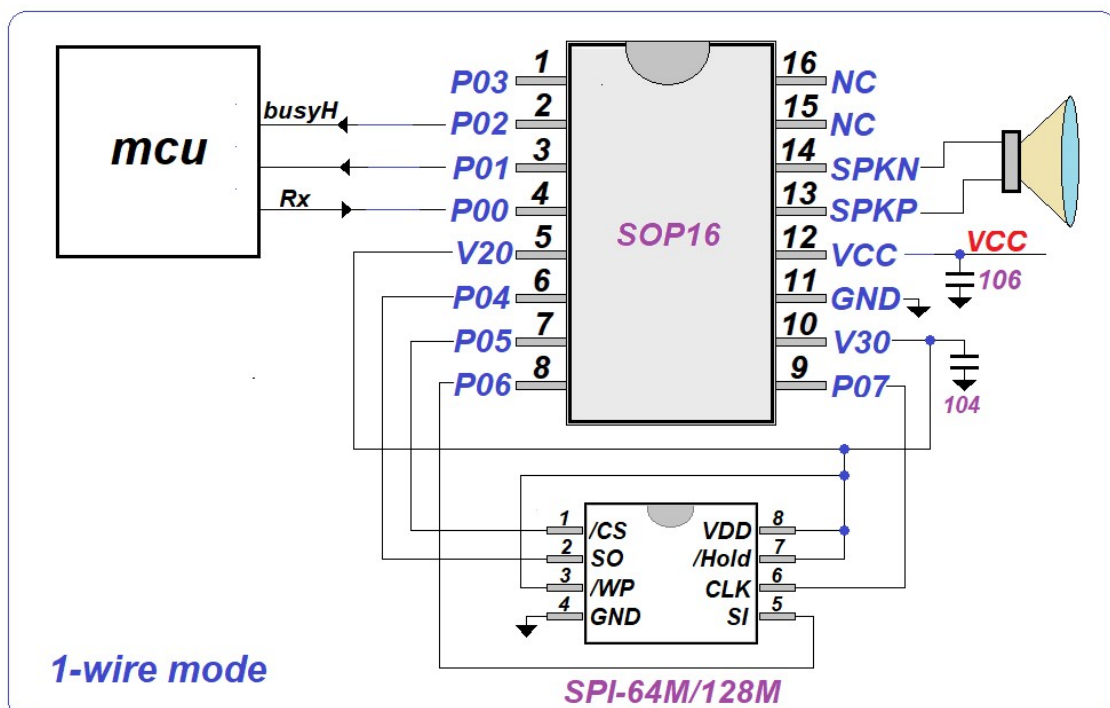 mcu
busyH
Rx
P03 1
P02 2
P01 3
P00 4
V20 5
P04 6
P05 7
P06 8
SOP16
16 NC
15 NC
14 SPKN
13 SPKP
12 VCC
11 GND
10 V30
9 P07
VCC
106
104
1 /CS
2 SO
3 /WP
4 GND
VDD 8
/Hold 7
CLK 6
SI 5
1-wire mode
SPI-64M/128M